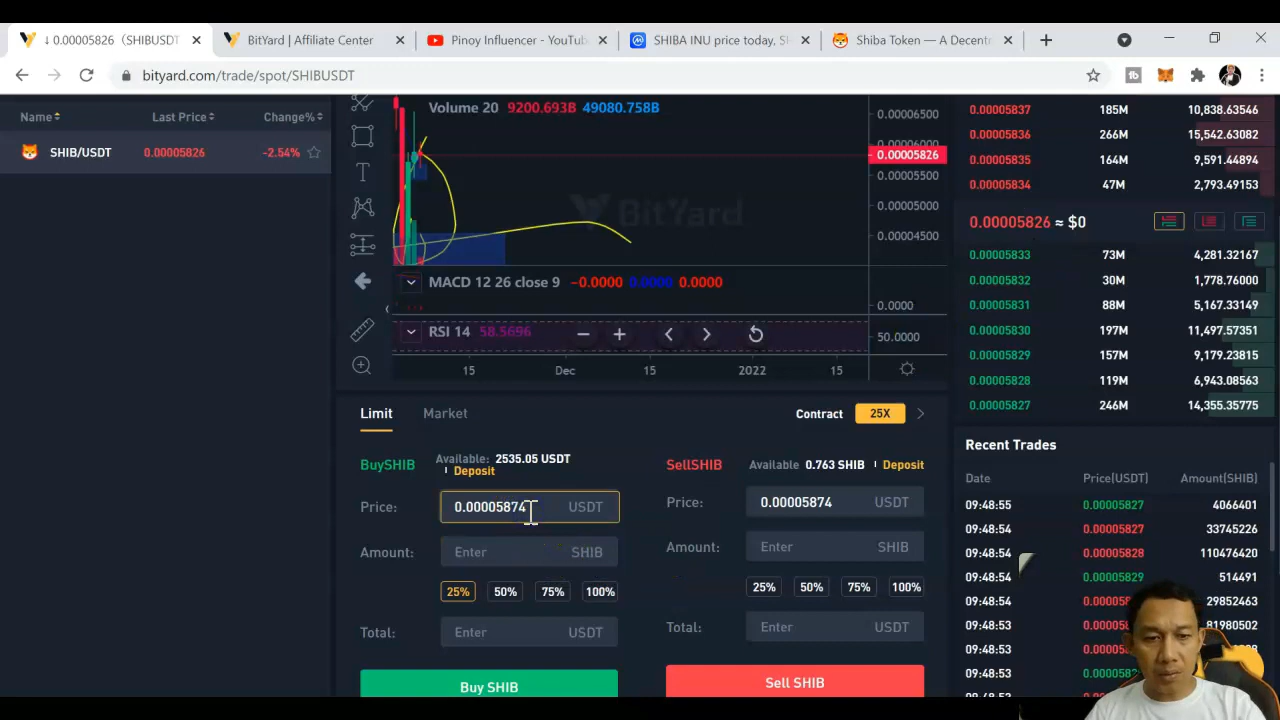 ↓ 0.00005826 (SHIBUSDT
BitYard | Affiliate Center
Pinoy Influencer - YouTub
SHIBA INU price today, S
Shiba Token — A Decentr
bityard.com/trade/spot/SHIBUSDT
Name Last Price Change%
SHIB/USDT 0.00005826 -2.54%
Volume 20 9200.693B 49080.758B
0.00006500
0.00006000
0.00005826
0.00005500
0.00005000
0.00004500
BitYard
MACD 12 26 close 9 −0.0000 0.0000 0.0000
0.0000
RSI 14 58.5696
50.0000
15 Dec 15 2022 15
0.00005837 185M 10,838.63546
0.00005836 266M 15,542.63082
0.00005835 164M 9,591.44894
0.00005834 47M 2,793.49153
0.00005826 ≈ $0
0.00005833 73M 4,281.32167
0.00005832 30M 1,778.76000
0.00005831 88M 5,167.33149
0.00005830 197M 11,497.57351
0.00005829 157M 9,179.23815
0.00005828 119M 6,943.08563
0.00005827 246M 14,355.35775
Limit Market Contract 25X
BuySHIB Available: 2535.05 USDT
Deposit
Price: 0.00005874 USDT
Amount: Enter SHIB
25% 50% 75% 100%
Total: Enter USDT
Buy SHIB
SellSHIB Available 0.763 SHIB Deposit
Price: 0.00005874 USDT
Amount: Enter SHIB
25% 50% 75% 100%
Total: Enter USDT
Sell SHIB
Recent Trades
Date Price(USDT) Amount(SHIB)
09:48:55 0.00005827 4066401
09:48:54 0.00005827 33745226
09:48:54 0.00005828 110476420
09:48:54 0.00005829 514491
09:48:54 0.00005828 29852463
09:48:53 81980502
09:48:53
09:48:53